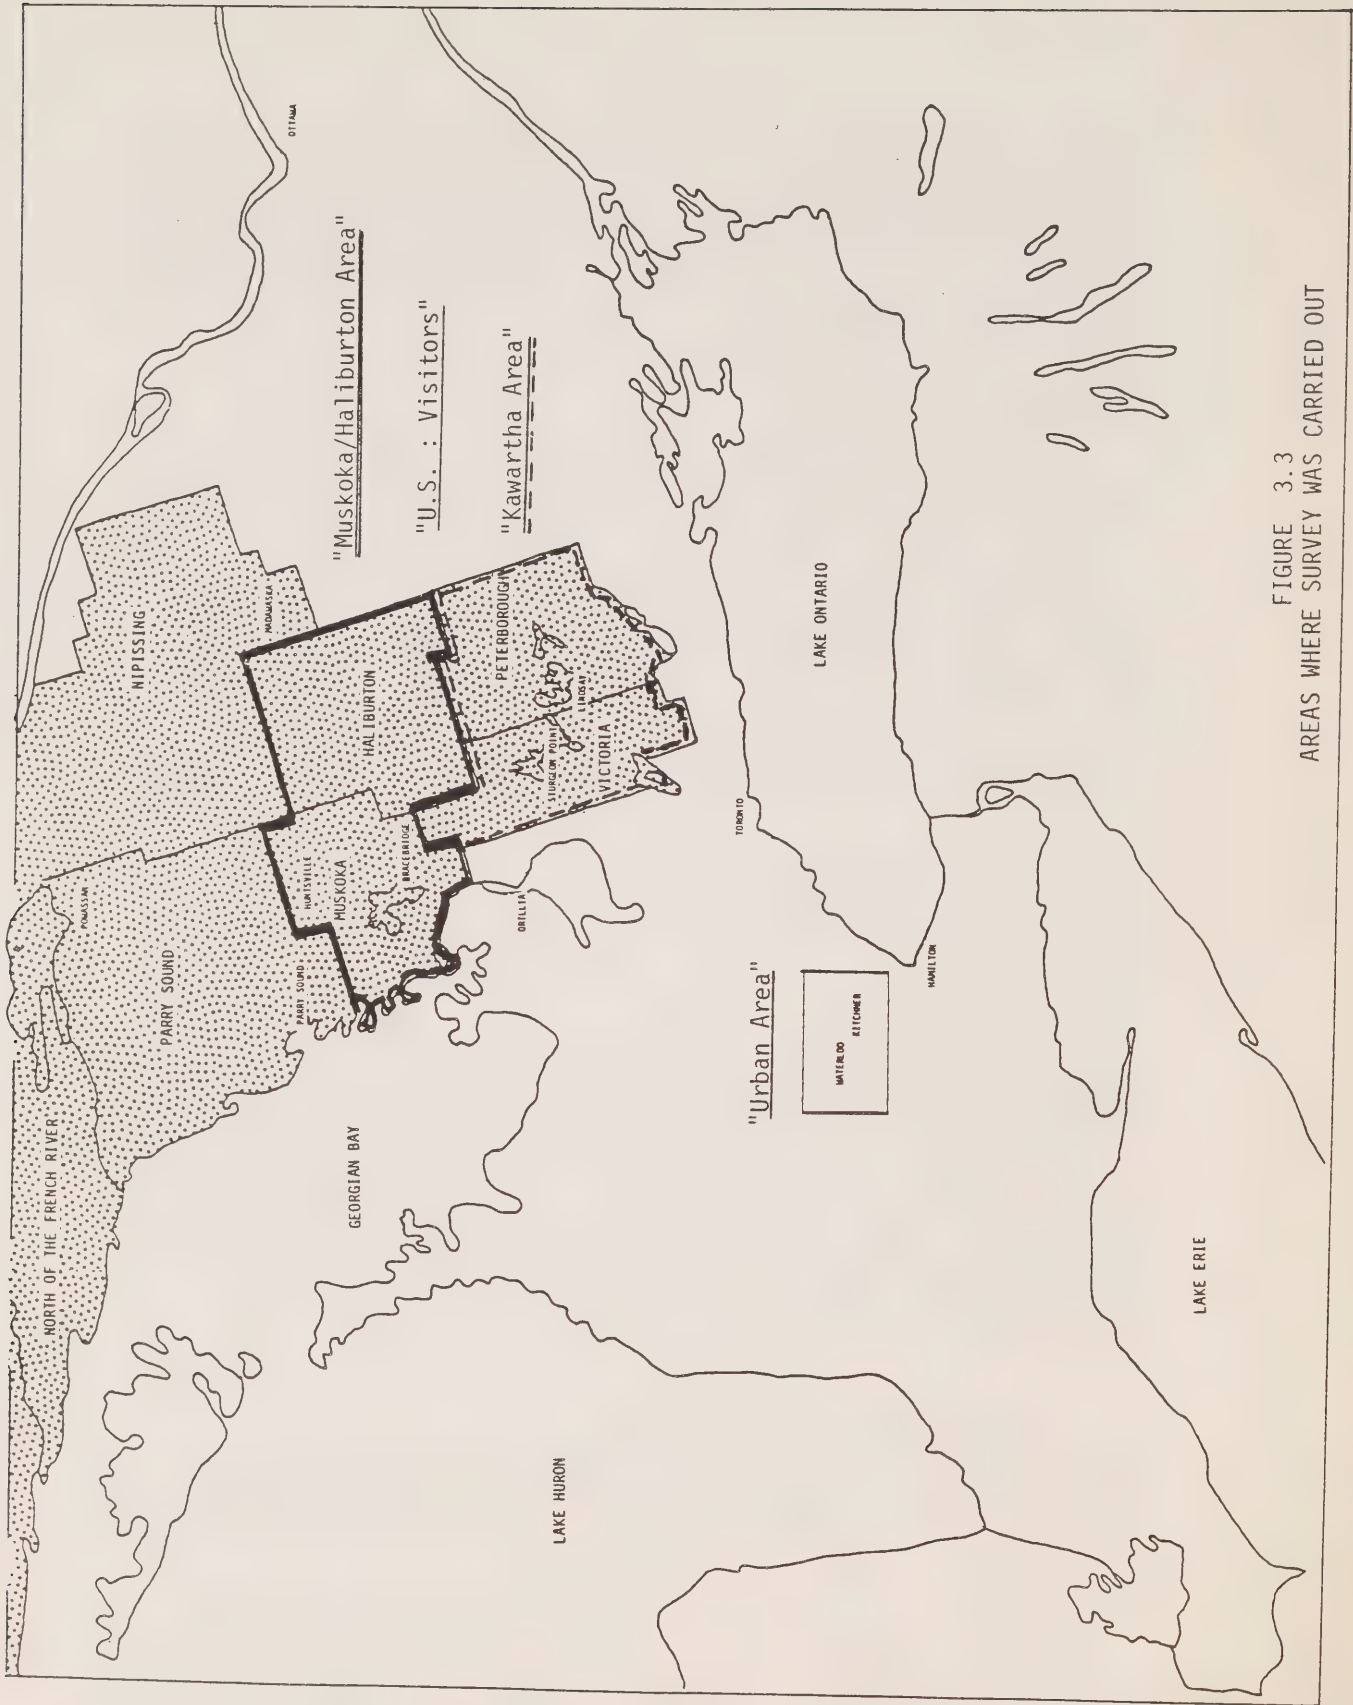 OTTAWA
"Muskoka/Haliburton Area"
"U.S. : Visitors"
"Kawartha Area"
NIPISSING
MADAWASKA
HALIBURTON
PETERBOROUGH
LINDSAY
STURGEON POINT
VICTORIA
POWASSAN
PARRY SOUND
PARRY SOUND
HUNTSVILLE
MUSKOKA
BRACEBRIDGE
ORILLIA
NORTH OF THE FRENCH RIVER
GEORGIAN BAY
TORONTO
LAKE ONTARIO
HAMILTON
"Urban Area"
WATERLOO
KITCHNER
LAKE HURON
LAKE ERIE
FIGURE 3.3
AREAS WHERE SURVEY WAS CARRIED OUT